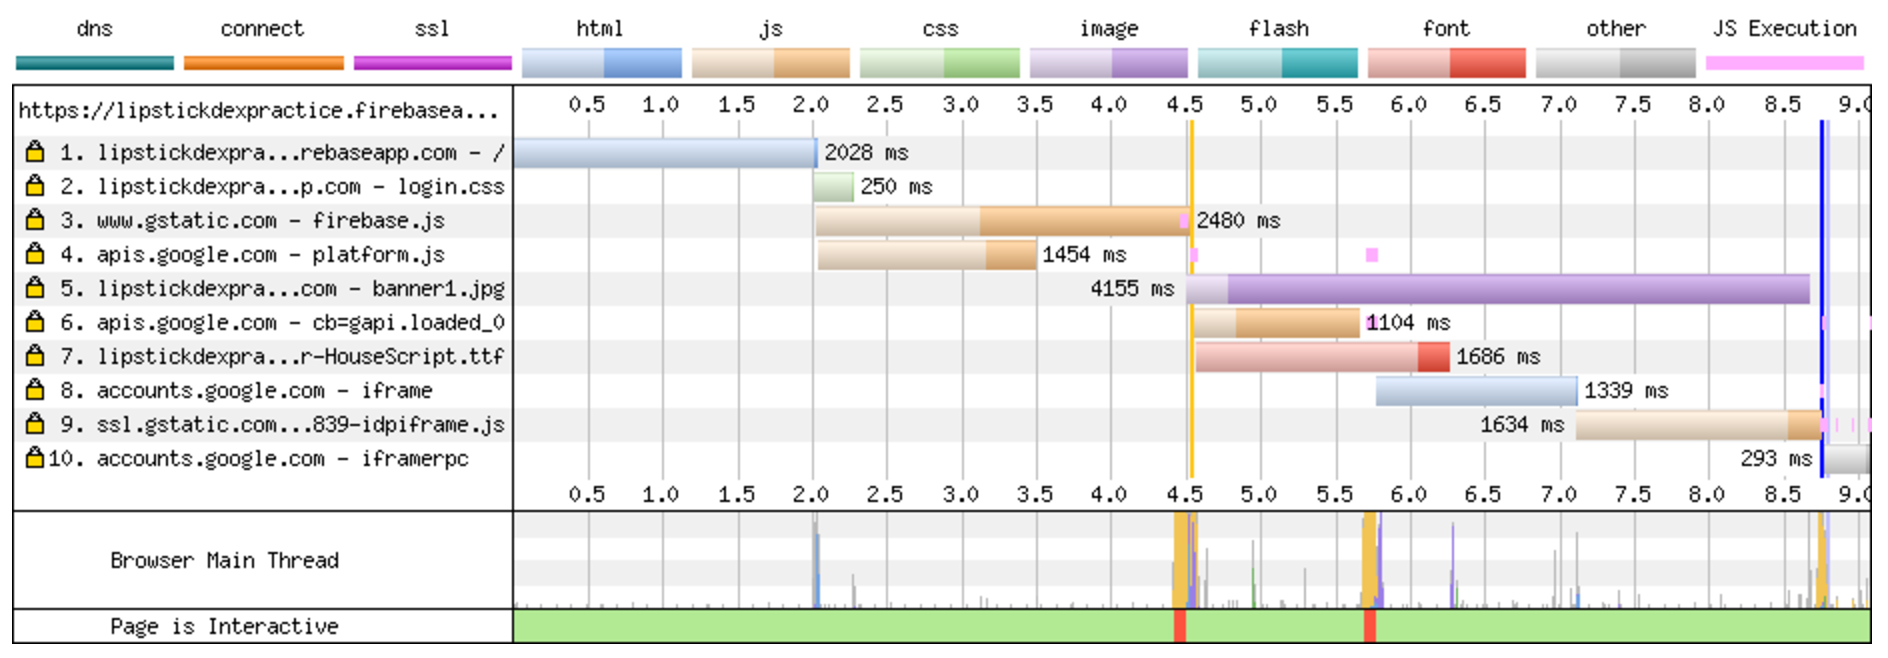 dns connect ssl html js css image flash font other JS Execution
https://lipstickdexpractice.firebasea... 0.5 1.0 1.5 2.0 2.5 3.0 3.5 4.0 4.5 5.0 5.5 6.0 6.5 7.0 7.5 8.0 8.5 9.0
1. lipstickdexpra...rebaseapp.com - / 2028 ms
2. lipstickdexpra...p.com - login.css 250 ms
3. www.gstatic.com - firebase.js 2480 ms
4. apis.google.com - platform.js 1454 ms
5. lipstickdexpra...com - banner1.jpg 4155 ms
6. apis.google.com - cb=gapi.loaded_0 1104 ms
7. lipstickdexpra...r-HouseScript.ttf 1686 ms
8. accounts.google.com - iframe 1339 ms
9. ssl.gstatic.com...839-idpiframe.js 1634 ms
10. accounts.google.com - iframerpc 293 ms
0.5 1.0 1.5 2.0 2.5 3.0 3.5 4.0 4.5 5.0 5.5 6.0 6.5 7.0 7.5 8.0 8.5 9.0
Browser Main Thread
Page is Interactive